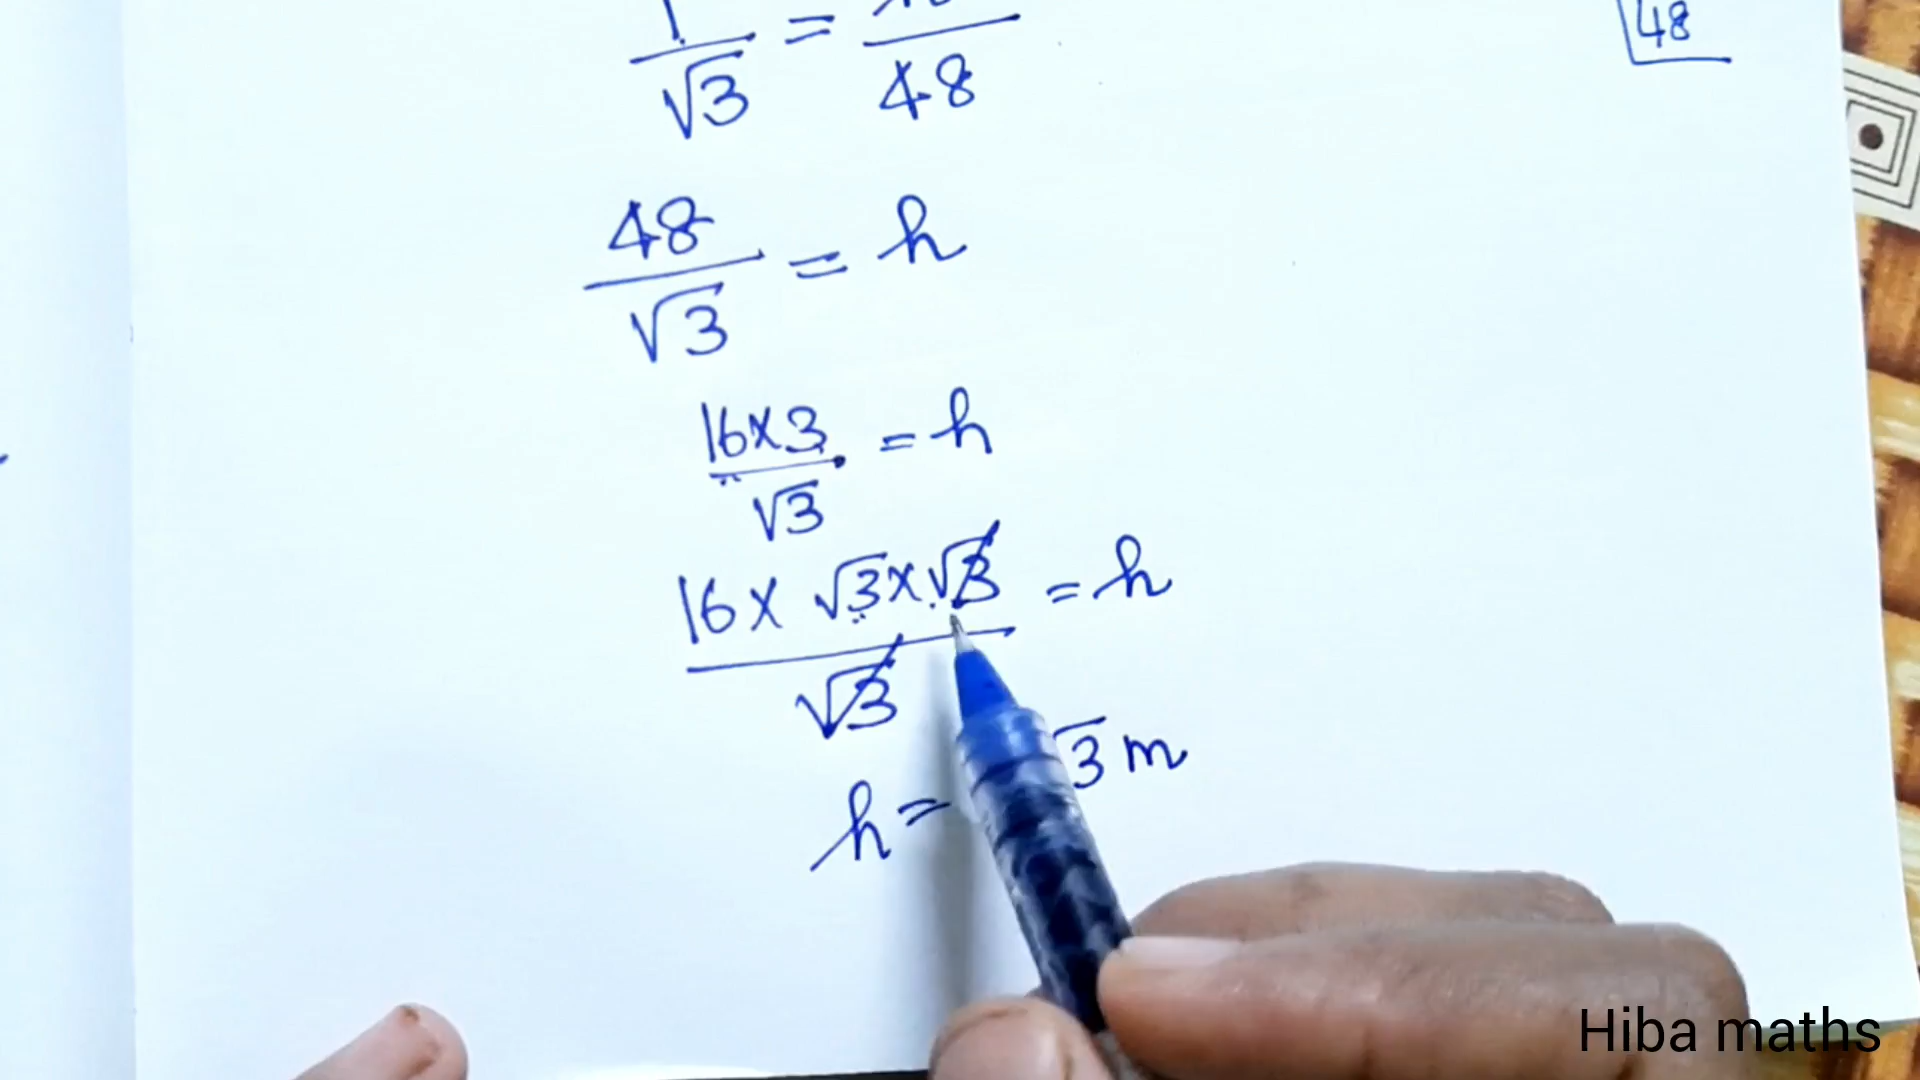 1/√3 = /48
48
48/√3 = h
16×3/√3 = h
16× √3×√3/√3 = h
h = √3 m
Hiba maths